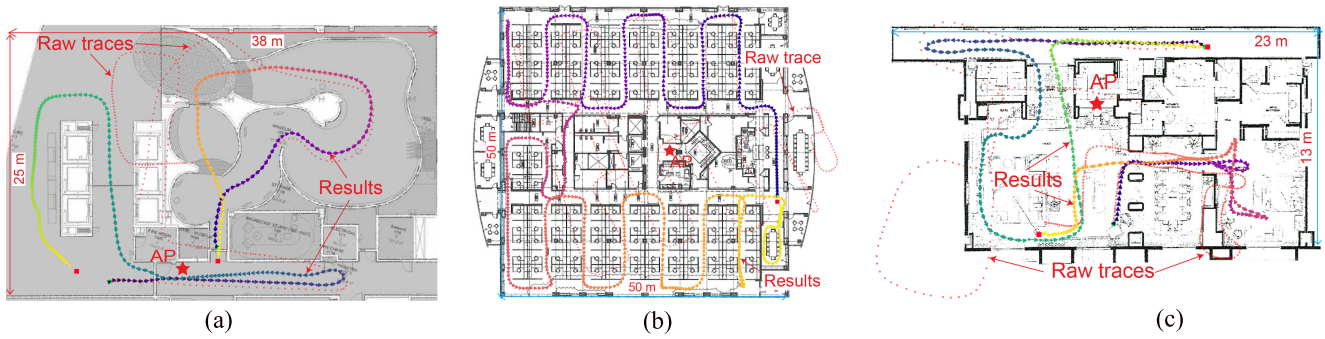 38 m
Raw traces
25 m
Results
AP
(a)
50 m
Raw trace
AP
50 m
Results
(b)
23 m
AP
13 m
Results
Raw traces
(c)